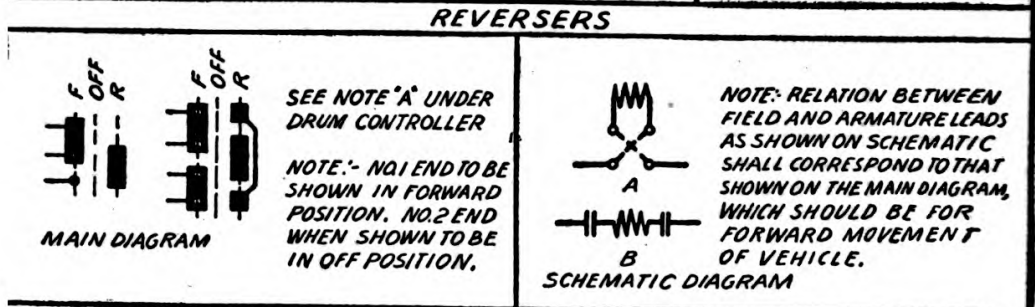 REVERSERS
F OFF R
F OFF R
SEE NOTE "A" UNDER
DRUM CONTROLLER
NOTE:- NO.1 END TO BE
SHOWN IN FORWARD
POSITION. NO.2 END
WHEN SHOWN TO BE
IN OFF POSITION.
MAIN DIAGRAM
A
B
SCHEMATIC DIAGRAM
NOTE:- RELATION BETWEEN
FIELD AND ARMATURE LEADS
AS SHOWN ON SCHEMATIC
SHALL CORRESPOND TO THAT
SHOWN ON THE MAIN DIAGRAM,
WHICH SHOULD BE FOR
FORWARD MOVEMENT
OF VEHICLE.